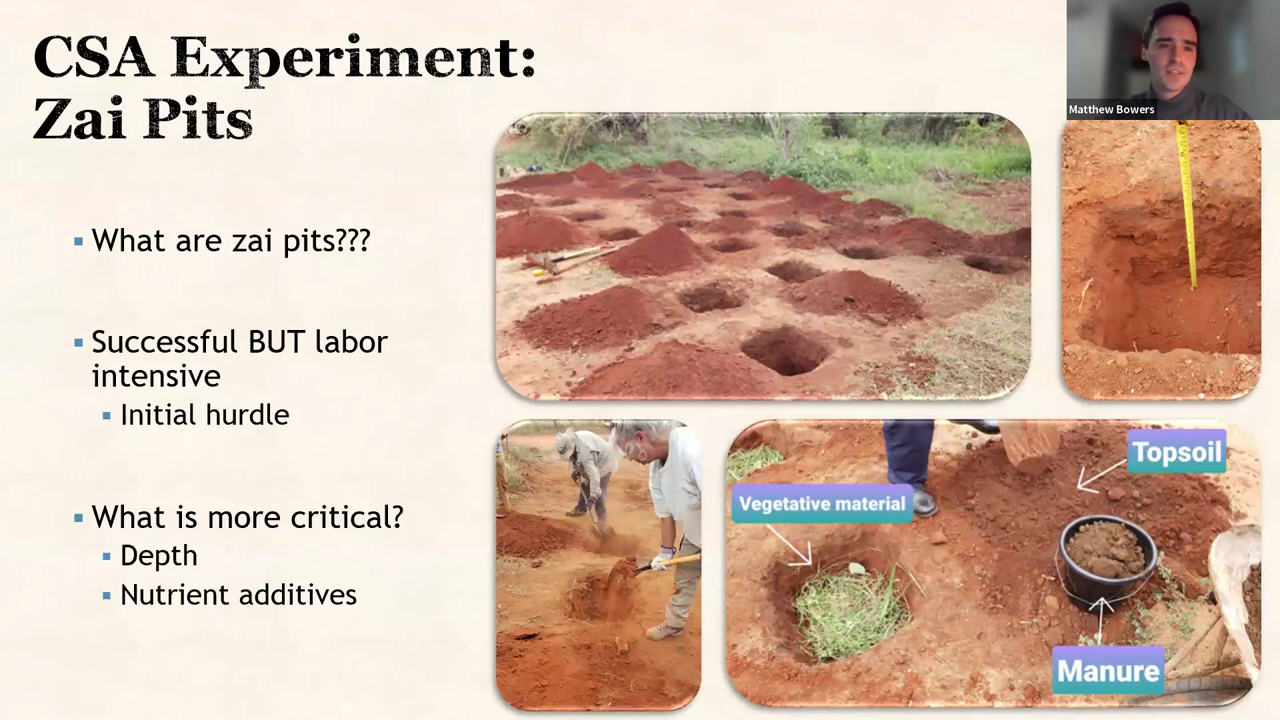 CSA Experiment:
Zai Pits
Matthew Bowers
What are zai pits???
Successful BUT labor
intensive
Initial hurdle
What is more critical?
Depth
Nutrient additives
Topsoil
Vegetative material
Manure